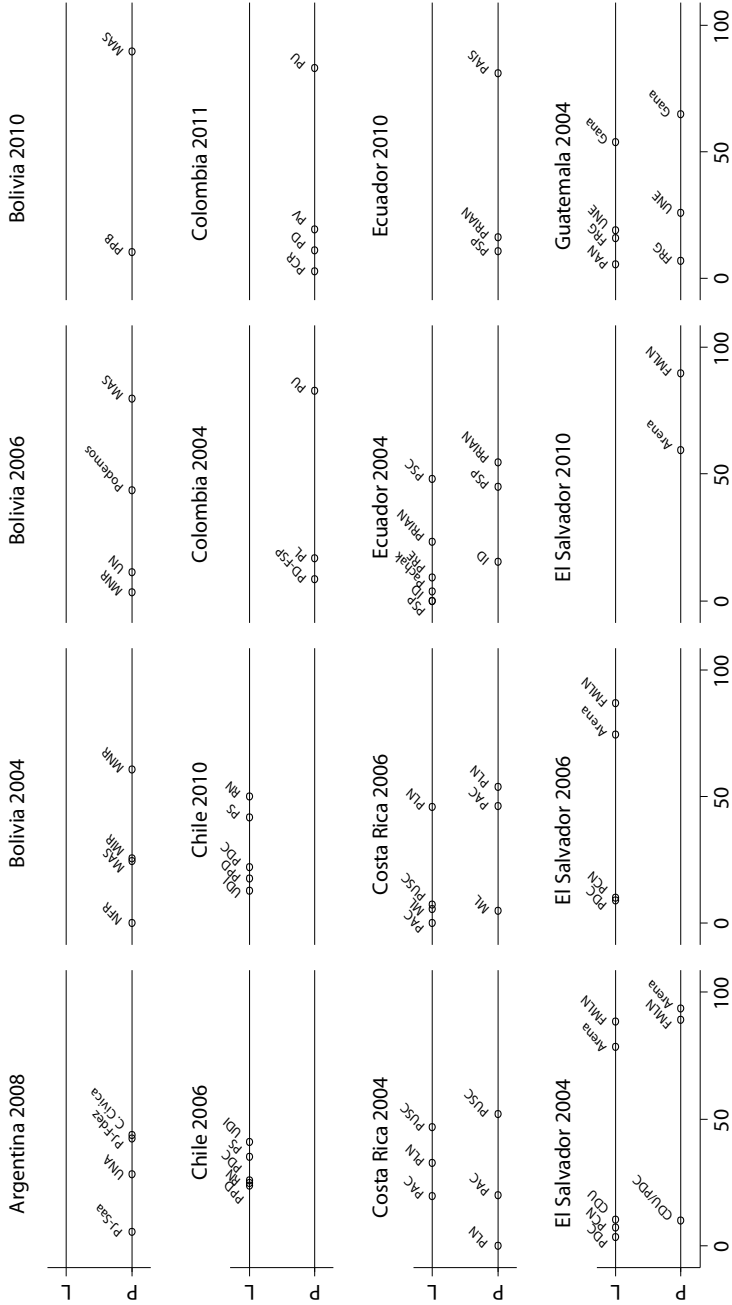 Argentina 2008
PJ-Saa
UNA
PJ-Fdez
C. Cívica
Bolivia 2004
NFR
MAS
MIR
MNR
Bolivia 2006
MNR
UN
Podemos
MAS
Bolivia 2010
PPB
MAS
Chile 2006
PPD
RN
PDC
PS
UDI
Chile 2010
UDI
PPD
PDC
PS
RN
Colombia 2004
PD-FSP
PL
PU
Colombia 2011
PCR
PD
PV
PU
Costa Rica 2004
PAC
PLN
PUSC
PLN
PAC
PUSC
Costa Rica 2006
PAC
ML
PUSC
PLN
ML
PAC
PLN
Ecuador 2004
PSP
ID
Pachak
PRE
PRIAN
PSC
ID
PSP
PRIAN
Ecuador 2010
PSP
PRIAN
PAIS
El Salvador 2004
PDC
PCN
CDU
Arena
FMLN
CDU/PDC
FMLN
Arena
El Salvador 2006
PDC
PCN
Arena
FMLN
El Salvador 2010
Arena
FMLN
Guatemala 2004
PAN
FRG
UNE
Gana
FRG
UNE
Gana
L
P
L
P
L
P
L
P
0 50 100
0 50 100
0 50 100
0 50 100